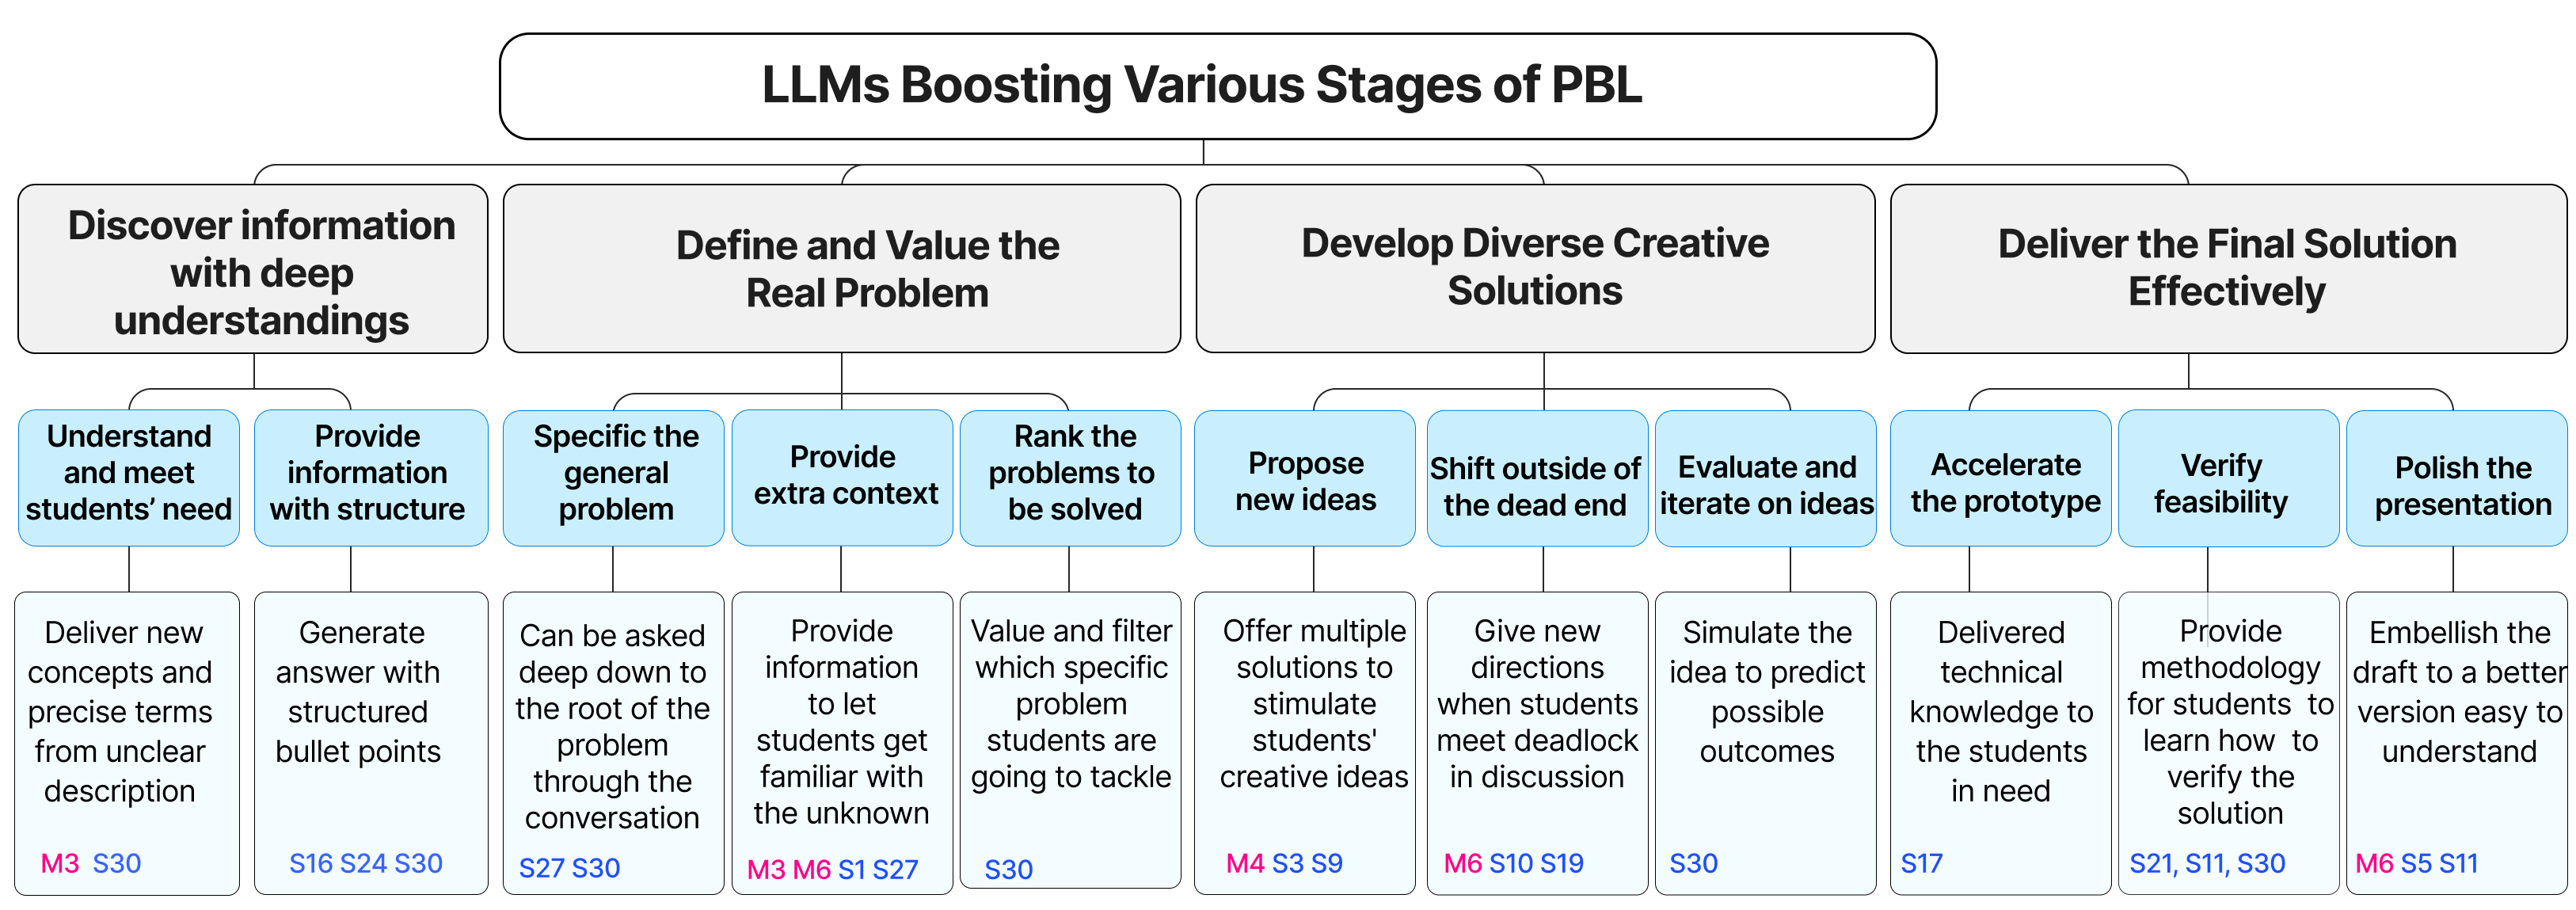 LLMs Boosting Various Stages of PBL
Discover information
with deep
understandings
Define and Value the
Real Problem
Develop Diverse Creative
Solutions
Deliver the Final Solution
Effectively
Understand
and meet
students’ need
Provide
information
with structure
Specific the
general
problem
Provide
extra context
Rank the
problems to
be solved
Propose
new ideas
Shift outside of
the dead end
Evaluate and
iterate on ideas
Accelerate
the prototype
Verify
feasibility
Polish the
presentation
Deliver new
concepts and
precise terms
from unclear
description
M3 S30
Generate
answer with
structured
bullet points
S16 S24 S30
Can be asked
deep down to
the root of the
problem
through the
conversation
S27 S30
Provide
information
to let
students get
familiar with
the unknown
M3 M6 S1 S27
Value and filter
which specific
problem
students are
going to tackle
S30
Offer multiple
solutions to
stimulate
students'
creative ideas
M4 S3 S9
Give new
directions
when students
meet deadlock
in discussion
M6 S10 S19
Simulate the
idea to predict
possible
outcomes
S30
Delivered
technical
knowledge to
the students
in need
S17
Provide
methodology
for students to
learn how to
verify the
solution
S21, S11, S30
Embellish the
draft to a better
version easy to
understand
M6 S5 S11